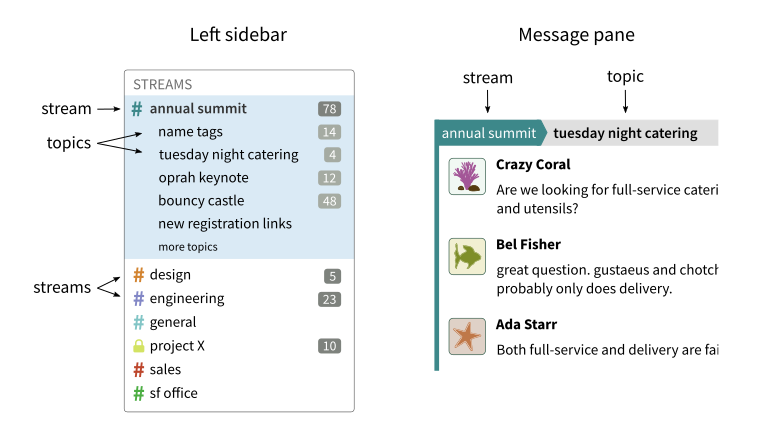 Left sidebar
STREAMS
stream
# annual summit 78
topics
name tags 14
tuesday night catering 4
oprah keynote 12
bouncy castle 48
new registration links
more topics
streams
# design 5
# engineering 23
# general
project X 10
# sales
# sf office
Message pane
stream topic
annual summit tuesday night catering
Crazy Coral
Are we looking for full-service cateri
and utensils?
Bel Fisher
great question. gustaeus and chotch
probably only does delivery.
Ada Starr
Both full-service and delivery are fai